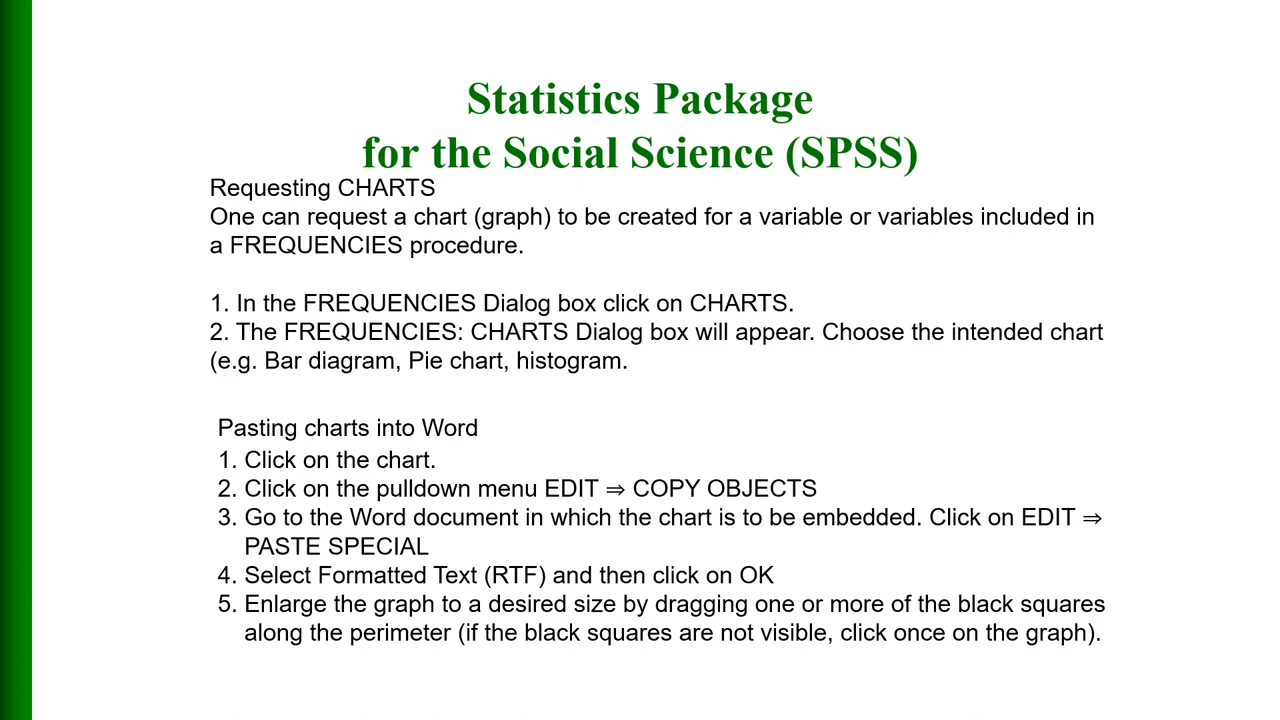 Statistics Package
for the Social Science (SPSS)
Requesting CHARTS
One can request a chart (graph) to be created for a variable or variables included in
a FREQUENCIES procedure.
1. In the FREQUENCIES Dialog box click on CHARTS.
2. The FREQUENCIES: CHARTS Dialog box will appear. Choose the intended chart
(e.g. Bar diagram, Pie chart, histogram.
Pasting charts into Word
1. Click on the chart.
2. Click on the pulldown menu EDIT ⇒ COPY OBJECTS
3. Go to the Word document in which the chart is to be embedded. Click on EDIT ⇒
PASTE SPECIAL
4. Select Formatted Text (RTF) and then click on OK
5. Enlarge the graph to a desired size by dragging one or more of the black squares
along the perimeter (if the black squares are not visible, click once on the graph).